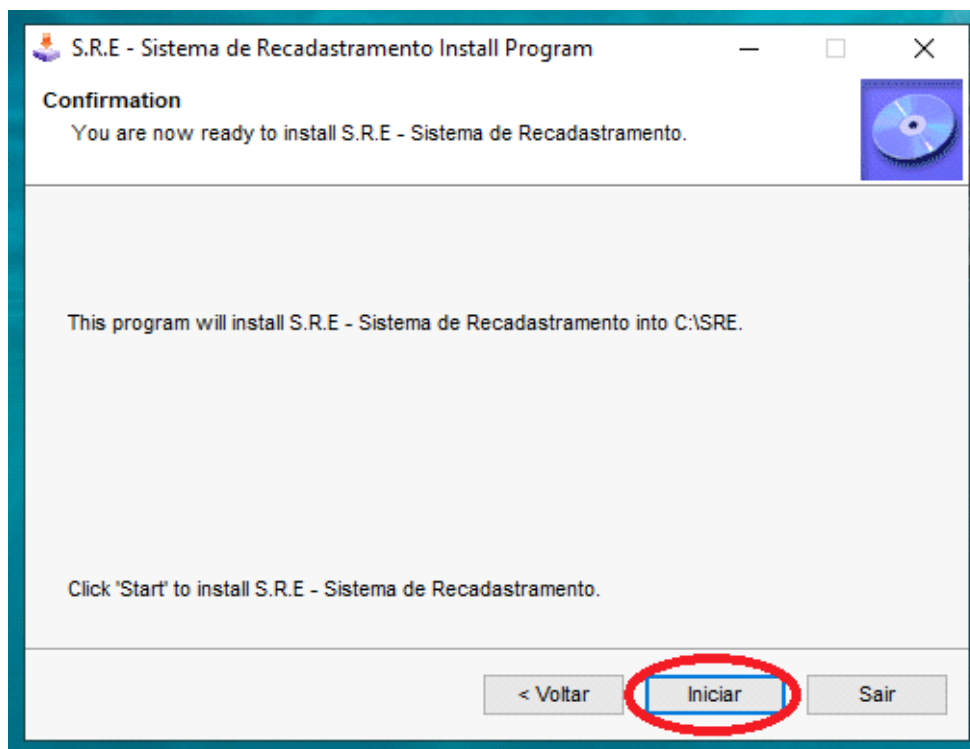 S.R.E - Sistema de Recadastramento Install Program
Confirmation
You are now ready to install S.R.E - Sistema de Recadastramento.
This program will install S.R.E - Sistema de Recadastramento into C:\SRE.
Click 'Start' to install S.R.E - Sistema de Recadastramento.
< Voltar Iniciar Sair